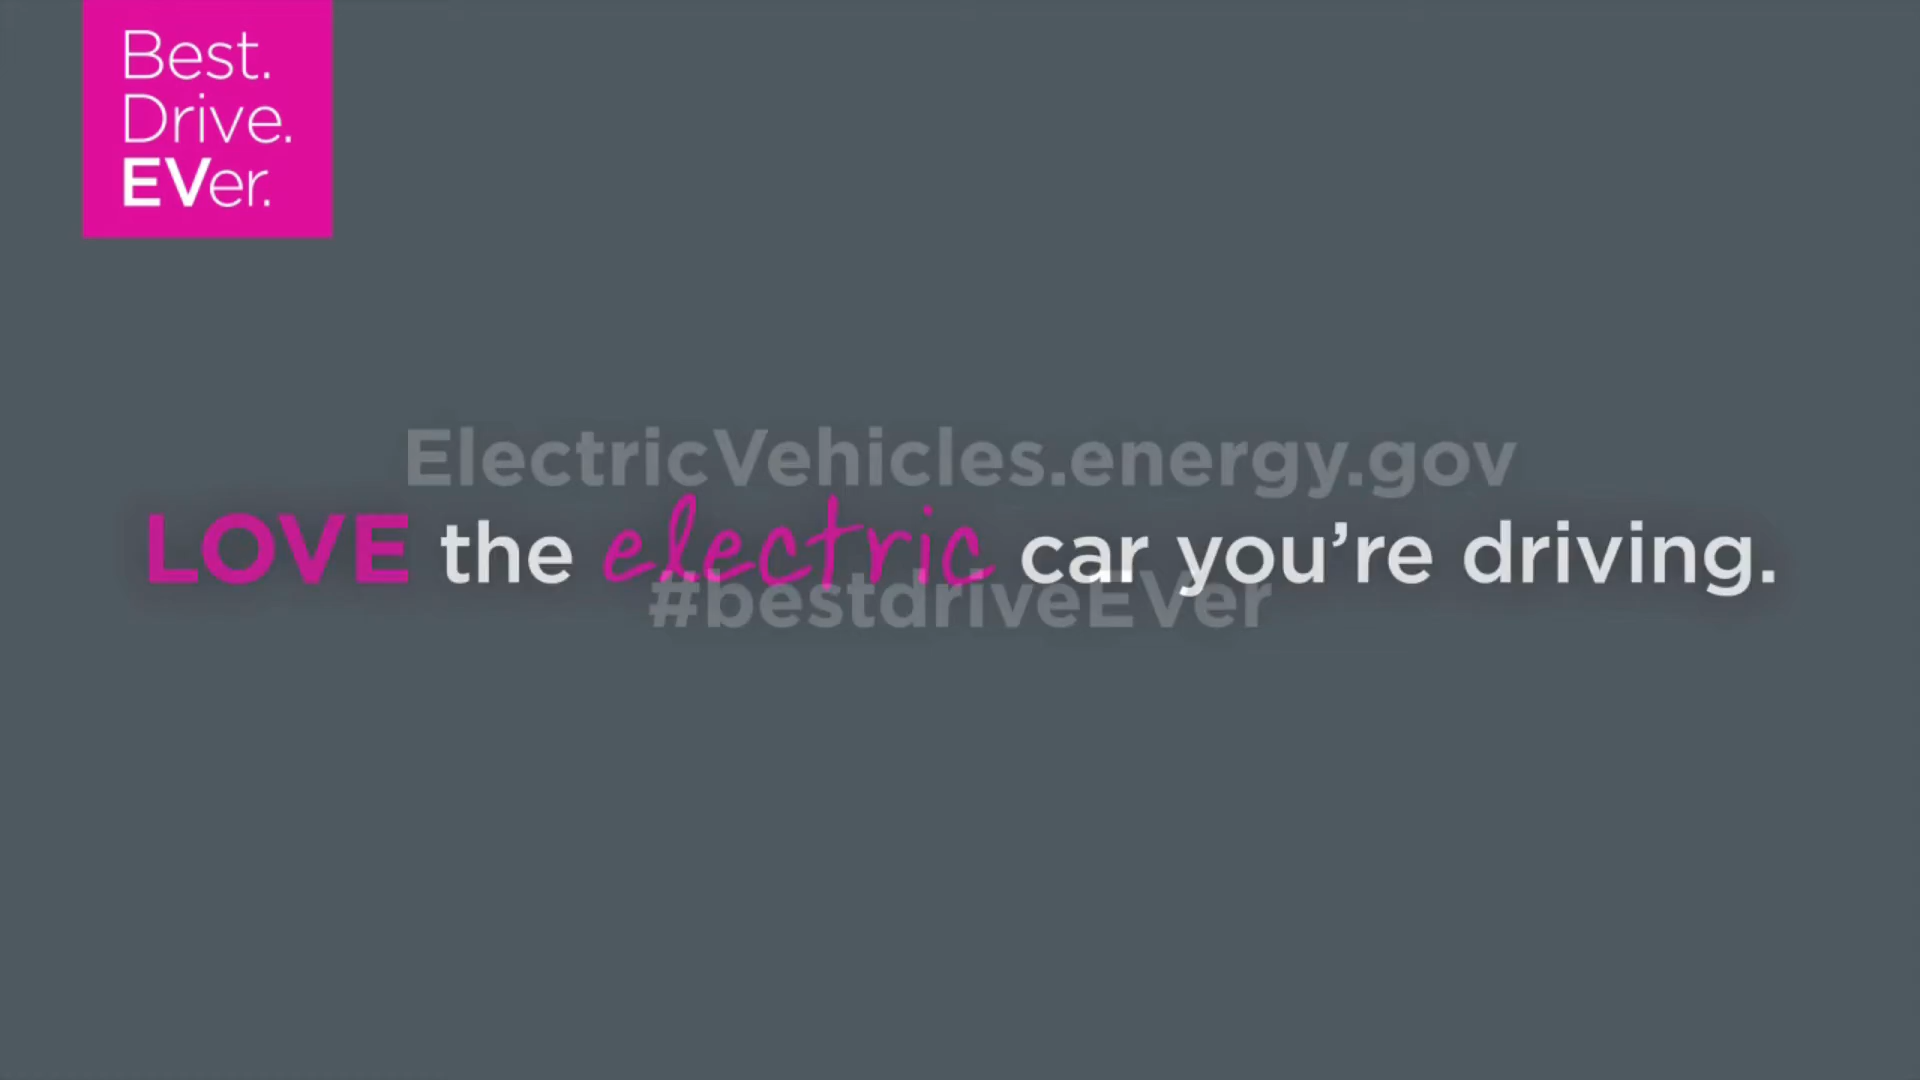 Best.
Drive.
EVer.
ElectricVehicles.energy.gov
LOVE the electric car you’re driving.
#bestdriveEVer